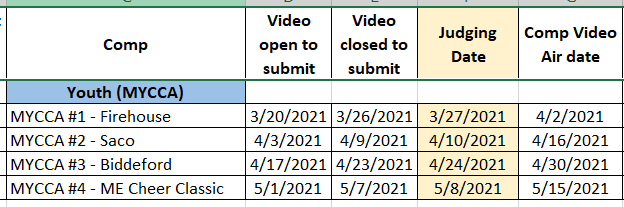 Comp Video open to submit Video closed to submit Judging Date Comp Video Air date
Youth (MYCCA)
MYCCA #1 - Firehouse 3/20/2021 3/26/2021 3/27/2021 4/2/2021
MYCCA #2 - Saco 4/3/2021 4/9/2021 4/10/2021 4/16/2021
MYCCA #3 - Biddeford 4/17/2021 4/23/2021 4/24/2021 4/30/2021
MYCCA #4 - ME Cheer Classic 5/1/2021 5/7/2021 5/8/2021 5/15/2021